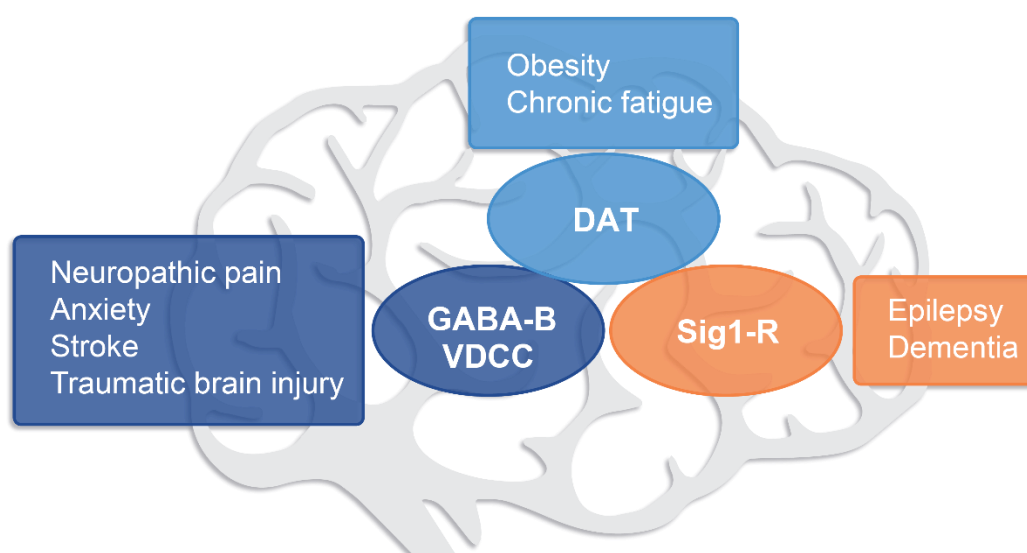 Obesity
Chronic fatigue
DAT
Neuropathic pain
Anxiety
Stroke
Traumatic brain injury
GABA-B
VDCC
Sig1-R
Epilepsy
Dementia